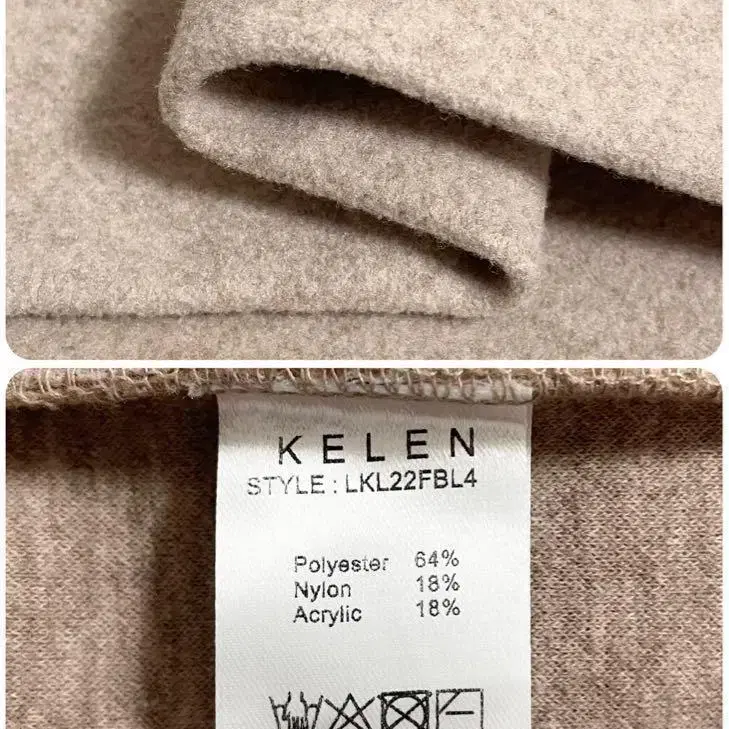 KELEN
STYLE : LKL22FBL4
Polyester 64%
Nylon 18%
Acrylic 18%